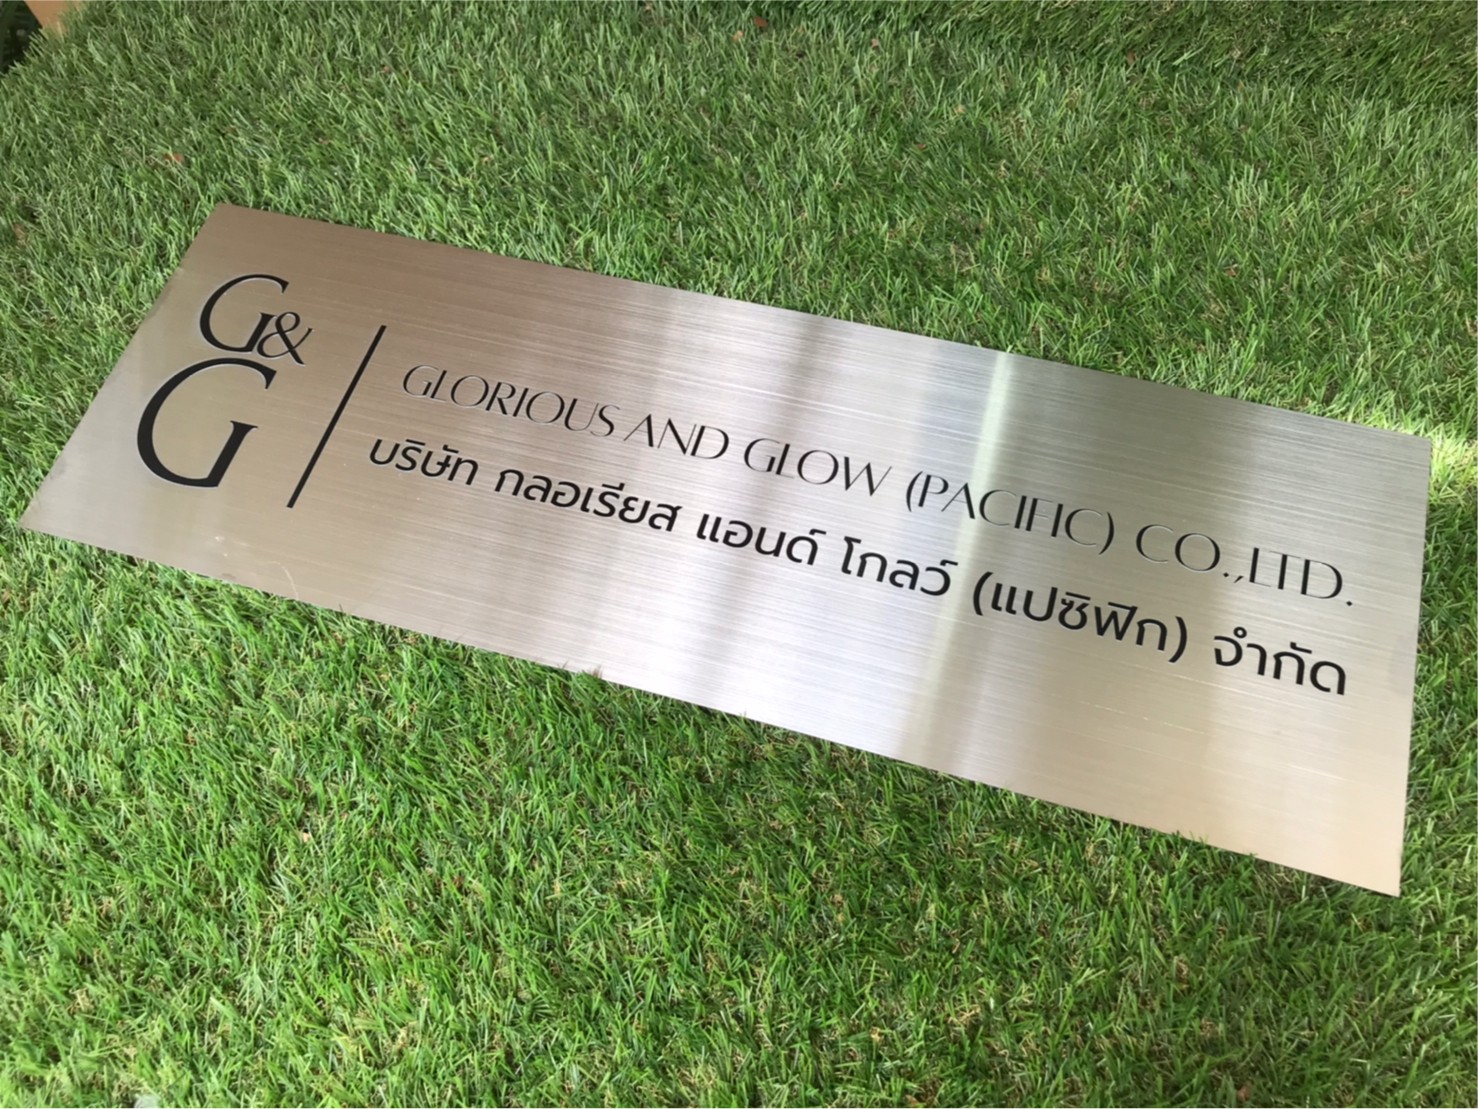 G&
G
GLORIOUS AND GLOW (PACIFIC) CO.,LTD.
บริษัท กลอเรียส แอนด์ โกลว์ (แปซิฟิก) จำกัด